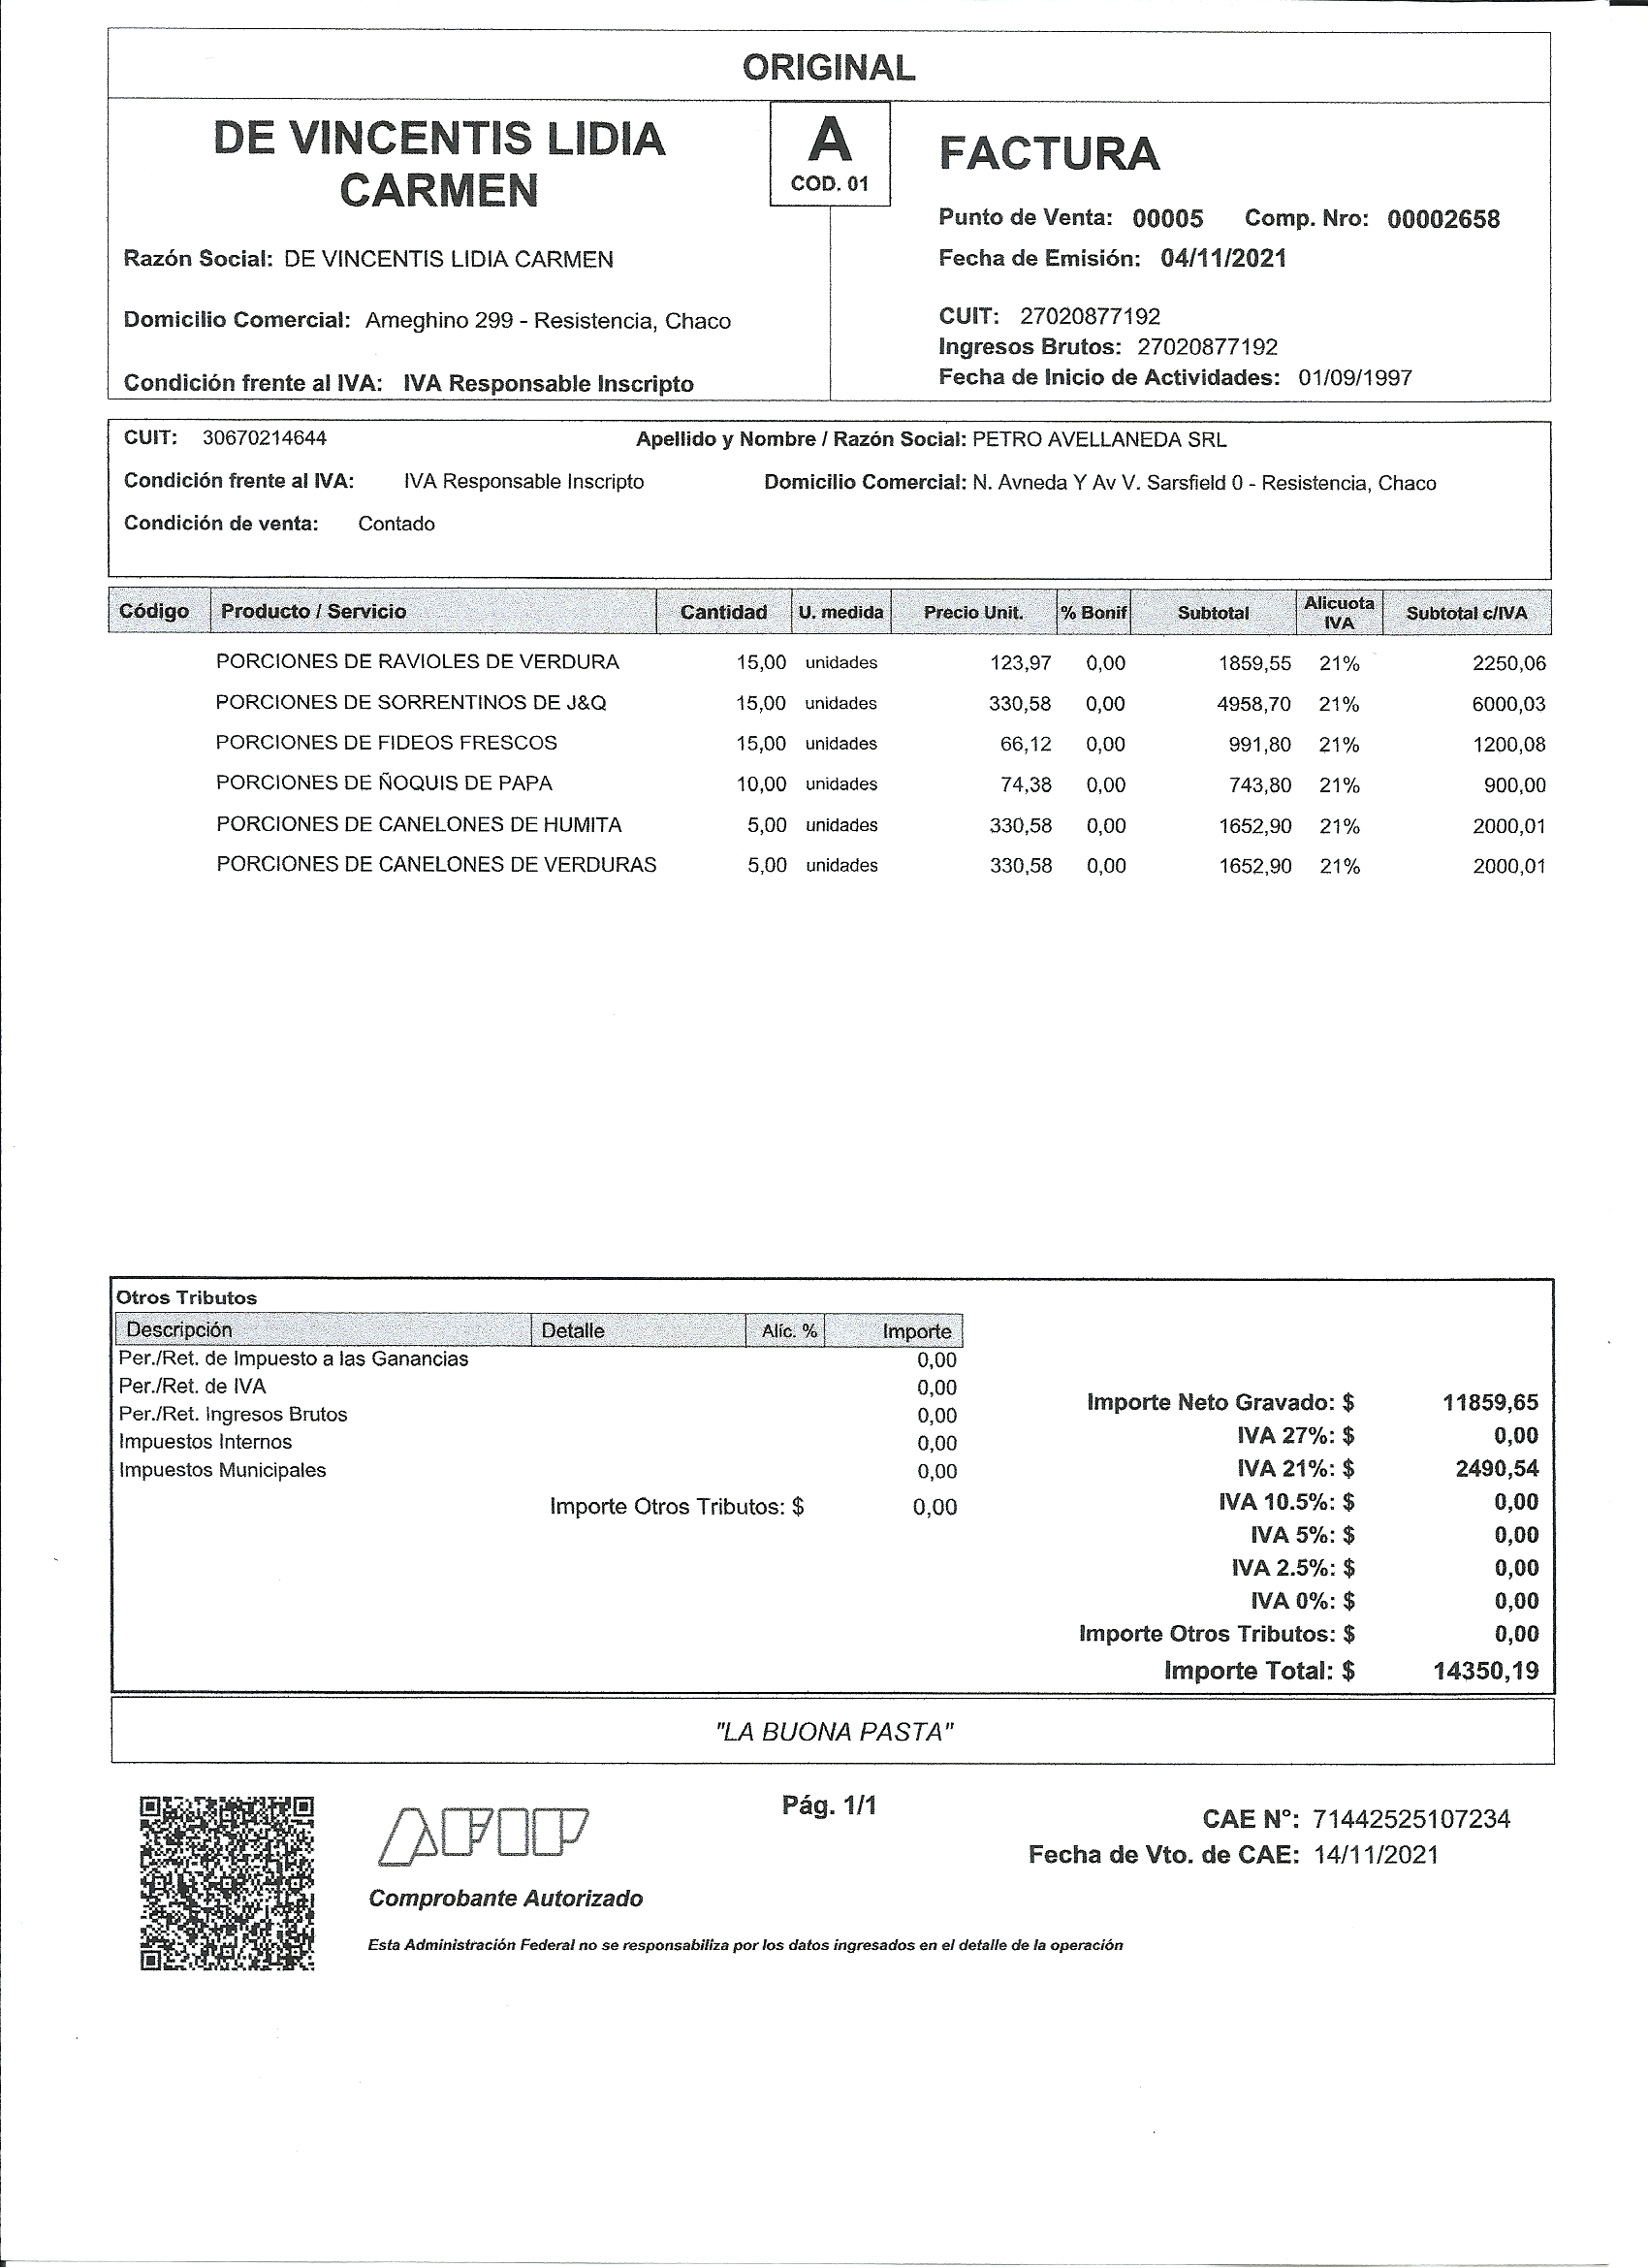 ORIGINAL
DE VINCENTIS LIDIA
CARMEN
A
COD. 01
FACTURA
Punto de Venta: 00005 Comp. Nro: 00002658
Razón Social: DE VINCENTIS LIDIA CARMEN
Fecha de Emisión: 04/11/2021
Domicilio Comercial: Ameghino 299 - Resistencia, Chaco
CUIT: 27020877192
Ingresos Brutos: 27020877192
Condición frente al IVA: IVA Responsable Inscripto
Fecha de Inicio de Actividades: 01/09/1997
CUIT: 30670214644 Apellido y Nombre / Razón Social: PETRO AVELLANEDA SRL
Condición frente al IVA: IVA Responsable Inscripto Domicilio Comercial: N. Avneda Y Av V. Sarsfield 0 - Resistencia, Chaco
Condición de venta: Contado
Código Producto / Servicio Cantidad U. medida Precio Unit. % Bonif Subtotal Alicuota IVA Subtotal c/IVA
PORCIONES DE RAVIOLES DE VERDURA 15,00 unidades 123,97 0,00 1859,55 21% 2250,06
PORCIONES DE SORRENTINOS DE J&Q 15,00 unidades 330,58 0,00 4958,70 21% 6000,03
PORCIONES DE FIDEOS FRESCOS 15,00 unidades 66,12 0,00 991,80 21% 1200,08
PORCIONES DE ÑOQUIS DE PAPA 10,00 unidades 74,38 0,00 743,80 21% 900,00
PORCIONES DE CANELONES DE HUMITA 5,00 unidades 330,58 0,00 1652,90 21% 2000,01
PORCIONES DE CANELONES DE VERDURAS 5,00 unidades 330,58 0,00 1652,90 21% 2000,01
Otros Tributos
Descripción Detalle Alíc. % Importe
Per./Ret. de Impuesto a las Ganancias 0,00
Per./Ret. de IVA 0,00
Per./Ret. Ingresos Brutos 0,00
Impuestos Internos 0,00
Impuestos Municipales 0,00
Importe Otros Tributos: $ 0,00
Importe Neto Gravado: $ 11859,65
IVA 27%: $ 0,00
IVA 21%: $ 2490,54
IVA 10.5%: $ 0,00
IVA 5%: $ 0,00
IVA 2.5%: $ 0,00
IVA 0%: $ 0,00
Importe Otros Tributos: $ 0,00
Importe Total: $ 14350,19
"LA BUONA PASTA"
AFIP
Pág. 1/1
CAE N°: 71442525107234
Fecha de Vto. de CAE: 14/11/2021
Comprobante Autorizado
Esta Administración Federal no se responsabiliza por los datos ingresados en el detalle de la operación